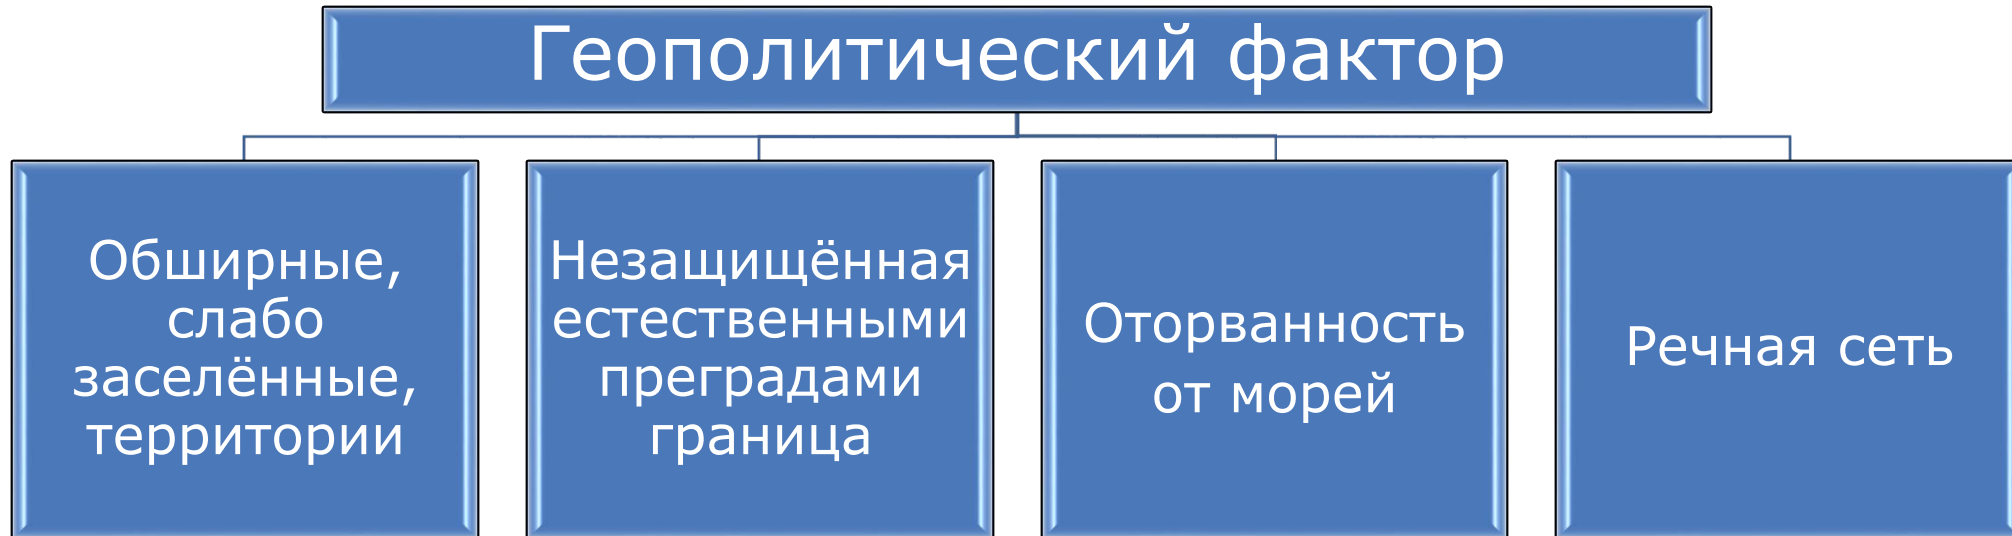 Геополитический фактор
Обширные,
слабо
заселённые,
территории
Незащищённая
естественными
преградами
граница
Оторванность
от морей
Речная сеть